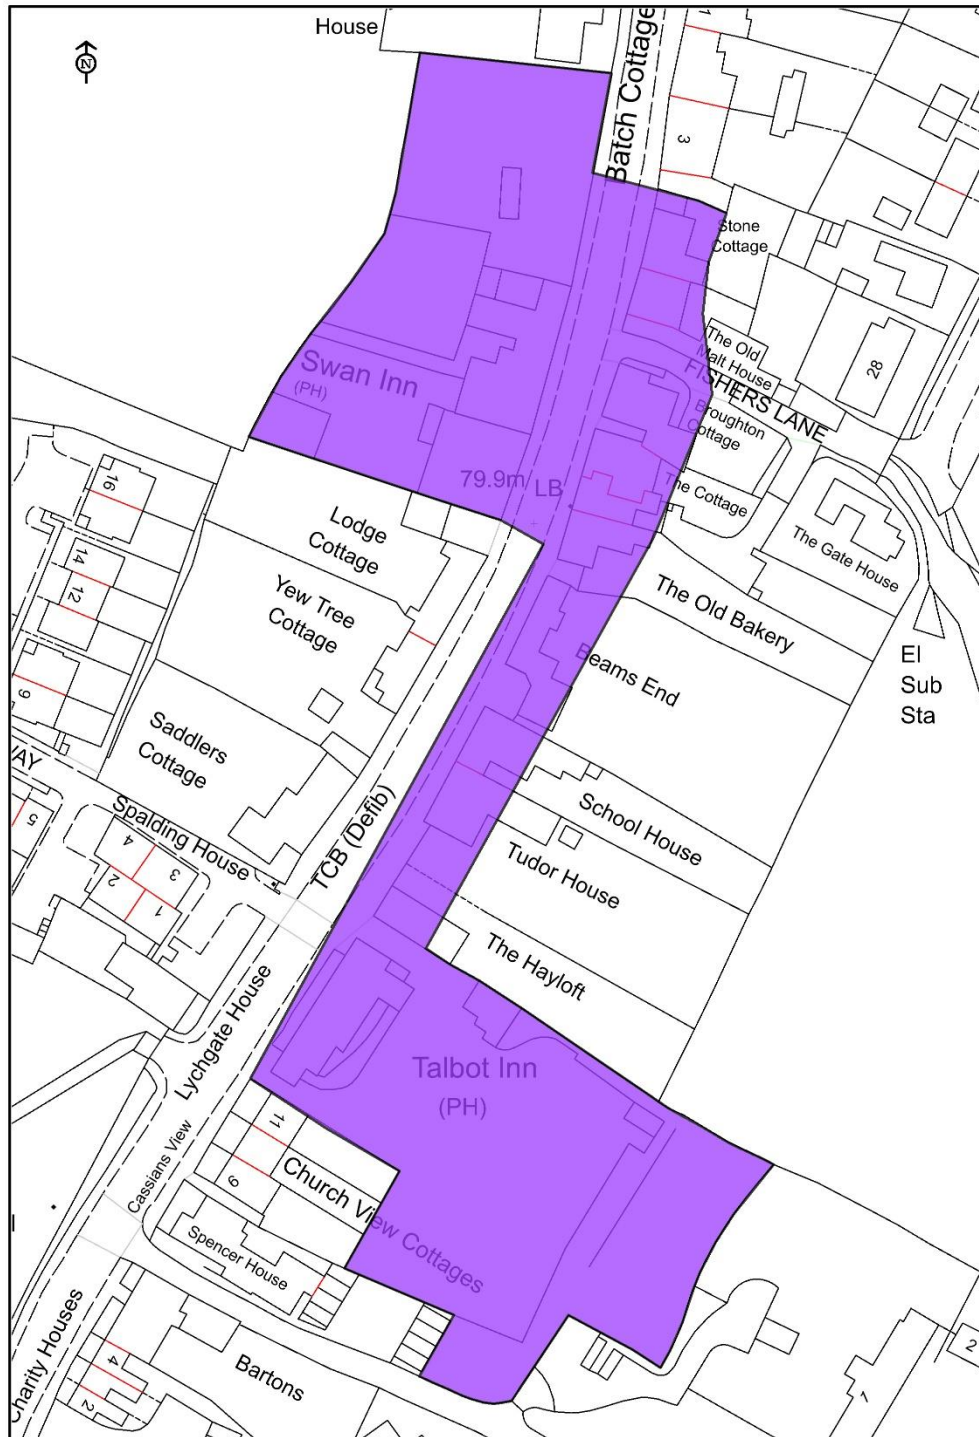 House
N
Batch Cottage
1
3
Stone
Cottage
The Old
Malt House
28
FISHERS LANE
Swan Inn
(PH)
Broughton
Cottage
79.9m
LB
The Cottage
The Gate House
16
14
12
9
Lodge
Cottage
Yew Tree
Cottage
The Old Bakery
Beams End
El
Sub
Sta
Saddlers
Cottage
WAY
5
Spalding House
4
3
2
1
TCB (Defib)
School House
Tudor House
The Hayloft
Lychgate House
Talbot Inn
(PH)
Cassians View
11
9
Church View Cottages
Spencer House
Charity Houses
4
2
Bartons
2
1